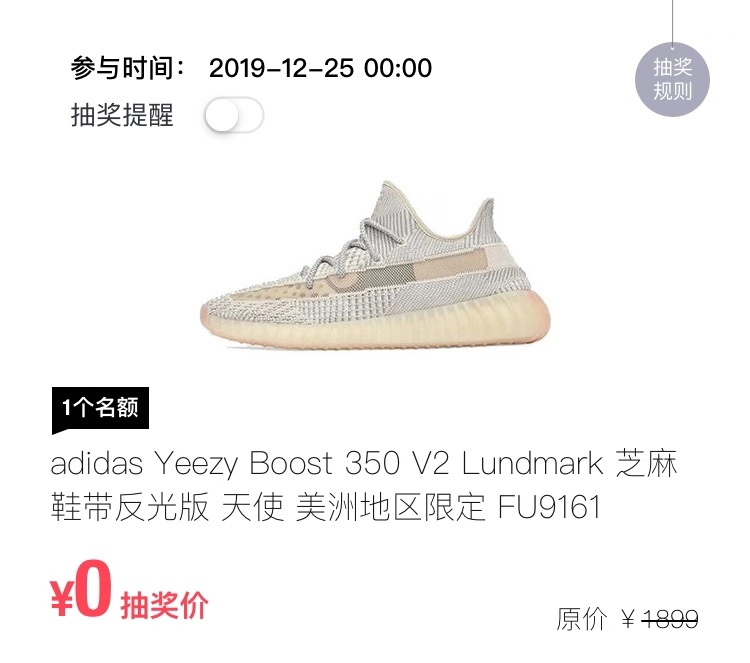 参与时间： 2019-12-25 00:00
抽奖提醒
抽奖
规则
1个名额
adidas Yeezy Boost 350 V2 Lundmark 芝麻
鞋带反光版 天使 美洲地区限定 FU9161
¥0 抽奖价
原价 ¥1899